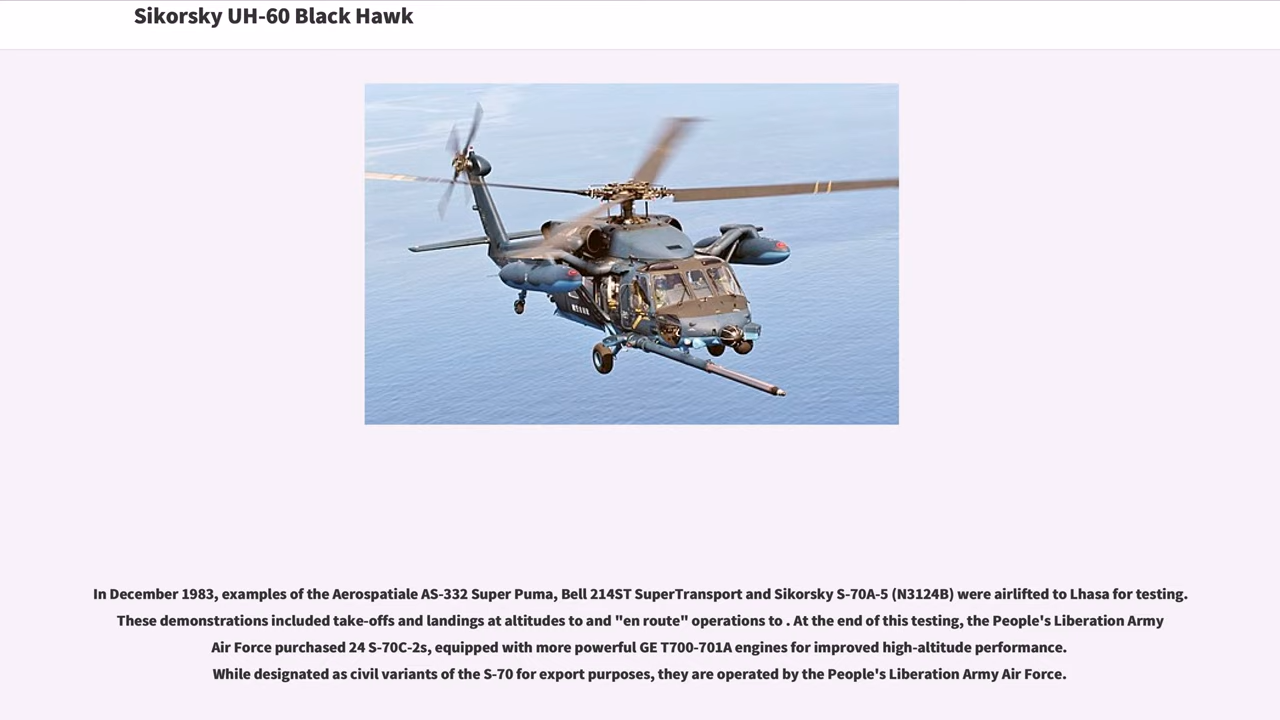 Sikorsky UH-60 Black Hawk
In December 1983, examples of the Aerospatiale AS-332 Super Puma, Bell 214ST SuperTransport and Sikorsky S-70A-5 (N3124B) were airlifted to Lhasa for testing.
These demonstrations included take-offs and landings at altitudes to and "en route" operations to . At the end of this testing, the People's Liberation Army
Air Force purchased 24 S-70C-2s, equipped with more powerful GE T700-701A engines for improved high-altitude performance.
While designated as civil variants of the S-70 for export purposes, they are operated by the People's Liberation Army Air Force.